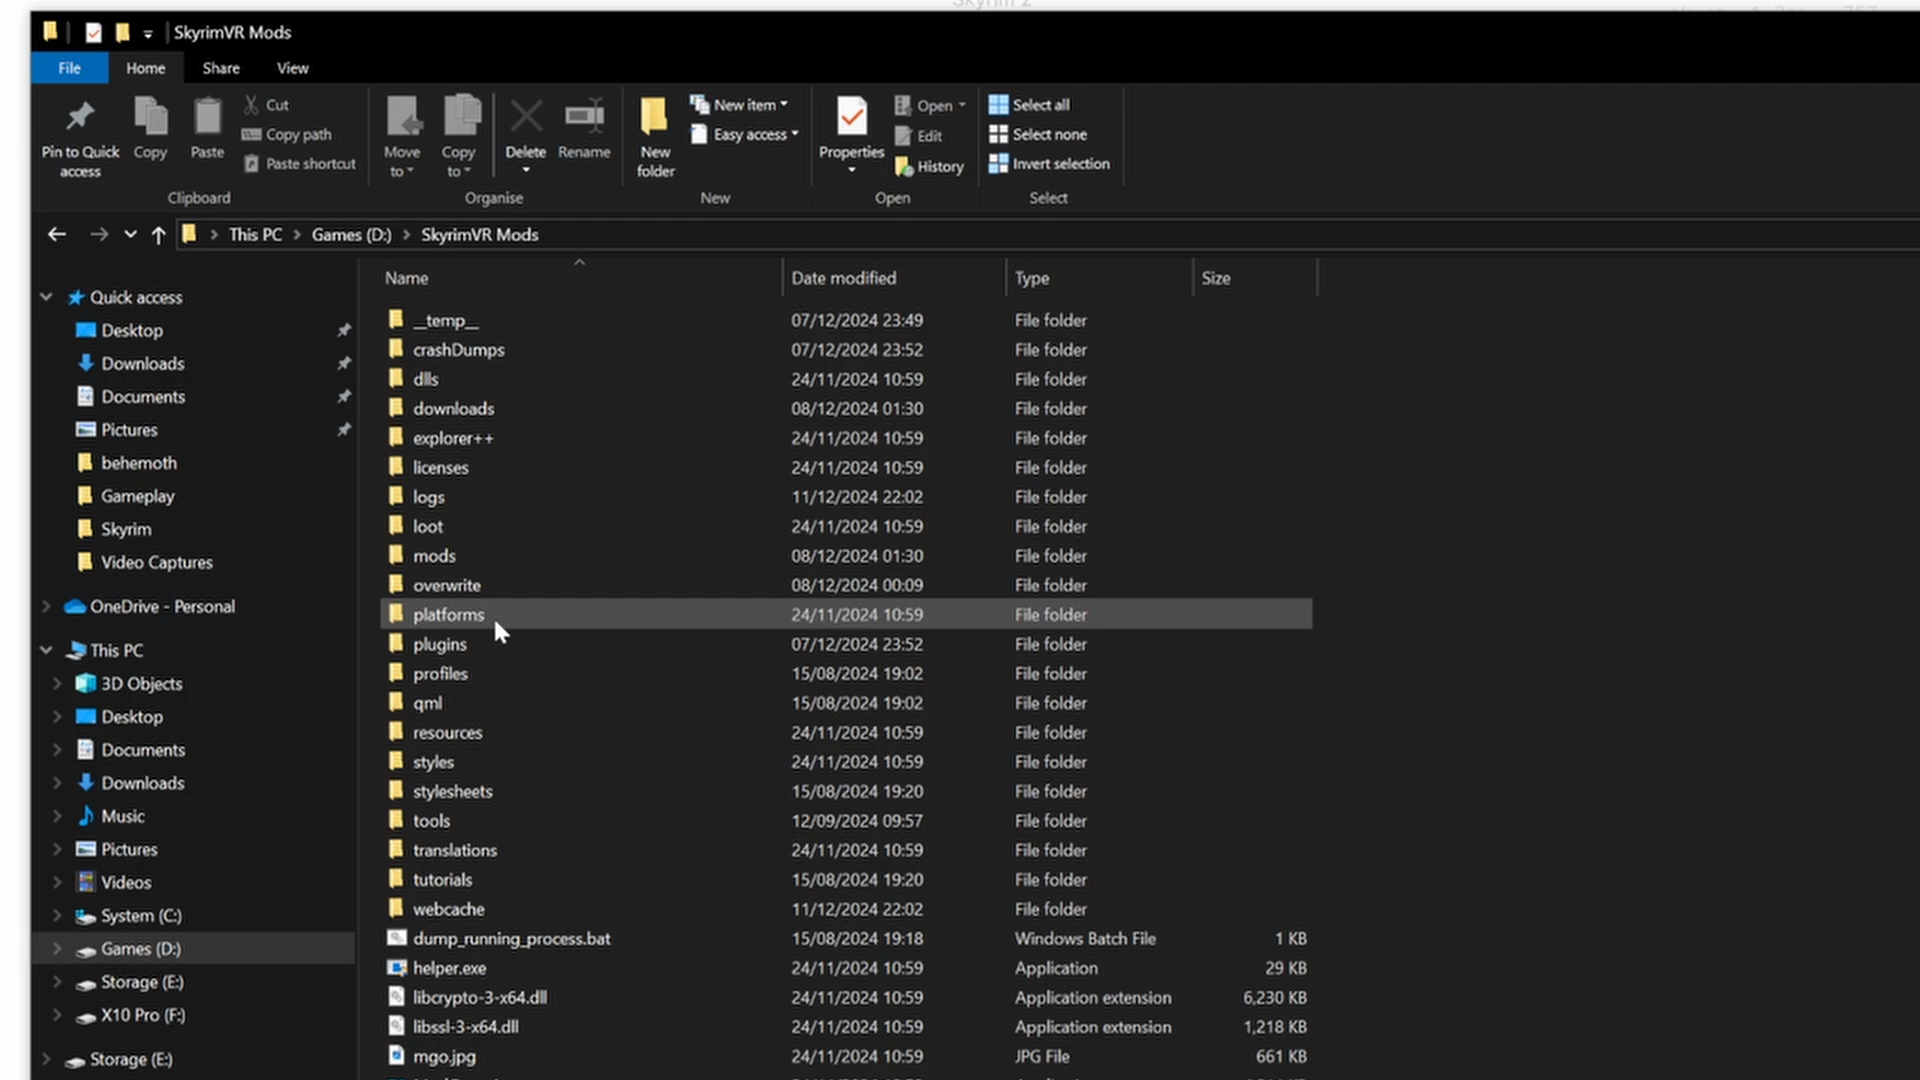 Skyrim 2
SkyrimVR Mods
File
Home
Share
View
Pin to Quick access
Copy
Paste
Cut
Copy path
Paste shortcut
Clipboard
Move to
Copy to
Delete
Rename
Organise
New folder
New item
Easy access
New
Properties
Open
Edit
History
Open
Select all
Select none
Invert selection
Select
This PC > Games (D:) > SkyrimVR Mods
Name Date modified Type Size
Quick access
Desktop
Downloads
Documents
Pictures
behemoth
Gameplay
Skyrim
Video Captures
OneDrive - Personal
This PC
3D Objects
Desktop
Documents
Downloads
Music
Pictures
Videos
System (C:)
Games (D:)
Storage (E:)
X10 Pro (F:)
Storage (E:)
__temp__ 07/12/2024 23:49 File folder
crashDumps 07/12/2024 23:52 File folder
dlls 24/11/2024 10:59 File folder
downloads 08/12/2024 01:30 File folder
explorer++ 24/11/2024 10:59 File folder
licenses 24/11/2024 10:59 File folder
logs 11/12/2024 22:02 File folder
loot 24/11/2024 10:59 File folder
mods 08/12/2024 01:30 File folder
overwrite 08/12/2024 00:09 File folder
platforms 24/11/2024 10:59 File folder
plugins 07/12/2024 23:52 File folder
profiles 15/08/2024 19:02 File folder
qml 15/08/2024 19:02 File folder
resources 24/11/2024 10:59 File folder
styles 24/11/2024 10:59 File folder
stylesheets 15/08/2024 19:20 File folder
tools 12/09/2024 09:57 File folder
translations 24/11/2024 10:59 File folder
tutorials 15/08/2024 19:20 File folder
webcache 11/12/2024 22:02 File folder
dump_running_process.bat 15/08/2024 19:18 Windows Batch File 1 KB
helper.exe 24/11/2024 10:59 Application 29 KB
libcrypto-3-x64.dll 24/11/2024 10:59 Application extension 6,230 KB
libssl-3-x64.dll 24/11/2024 10:59 Application extension 1,218 KB
mgo.jpg 24/11/2024 10:59 JPG File 661 KB